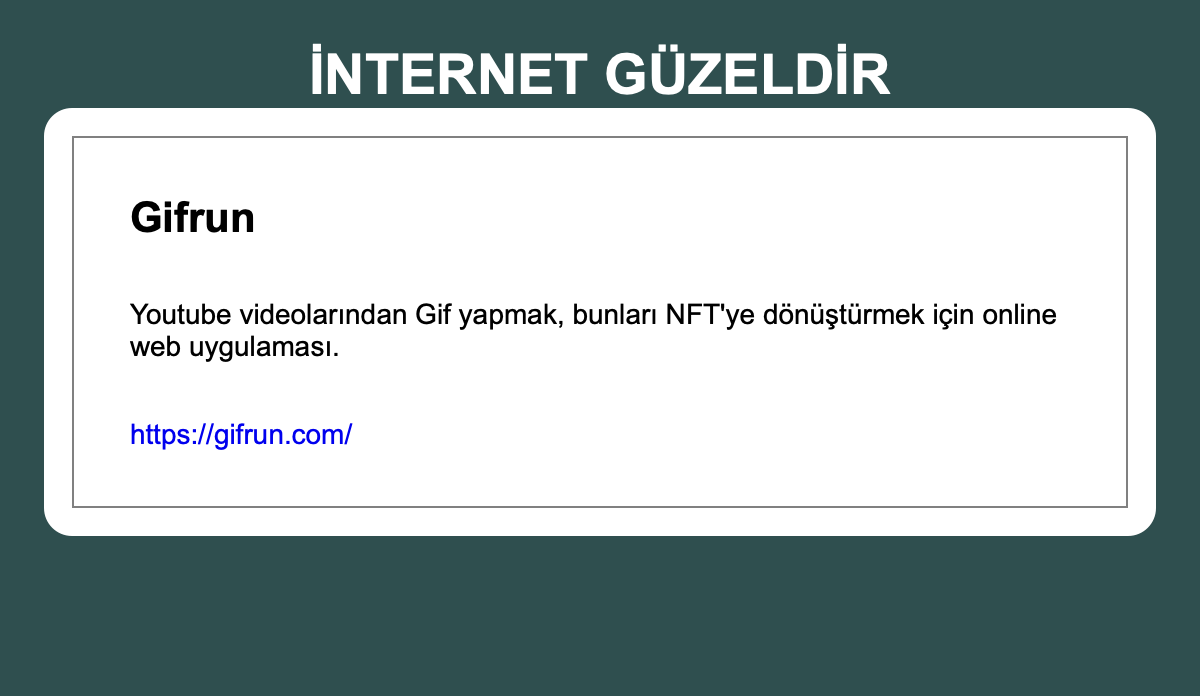 İNTERNET GÜZELDİR
Gifrun
Youtube videolarından Gif yapmak, bunları NFT'ye dönüştürmek için online
web uygulaması.
https://gifrun.com/